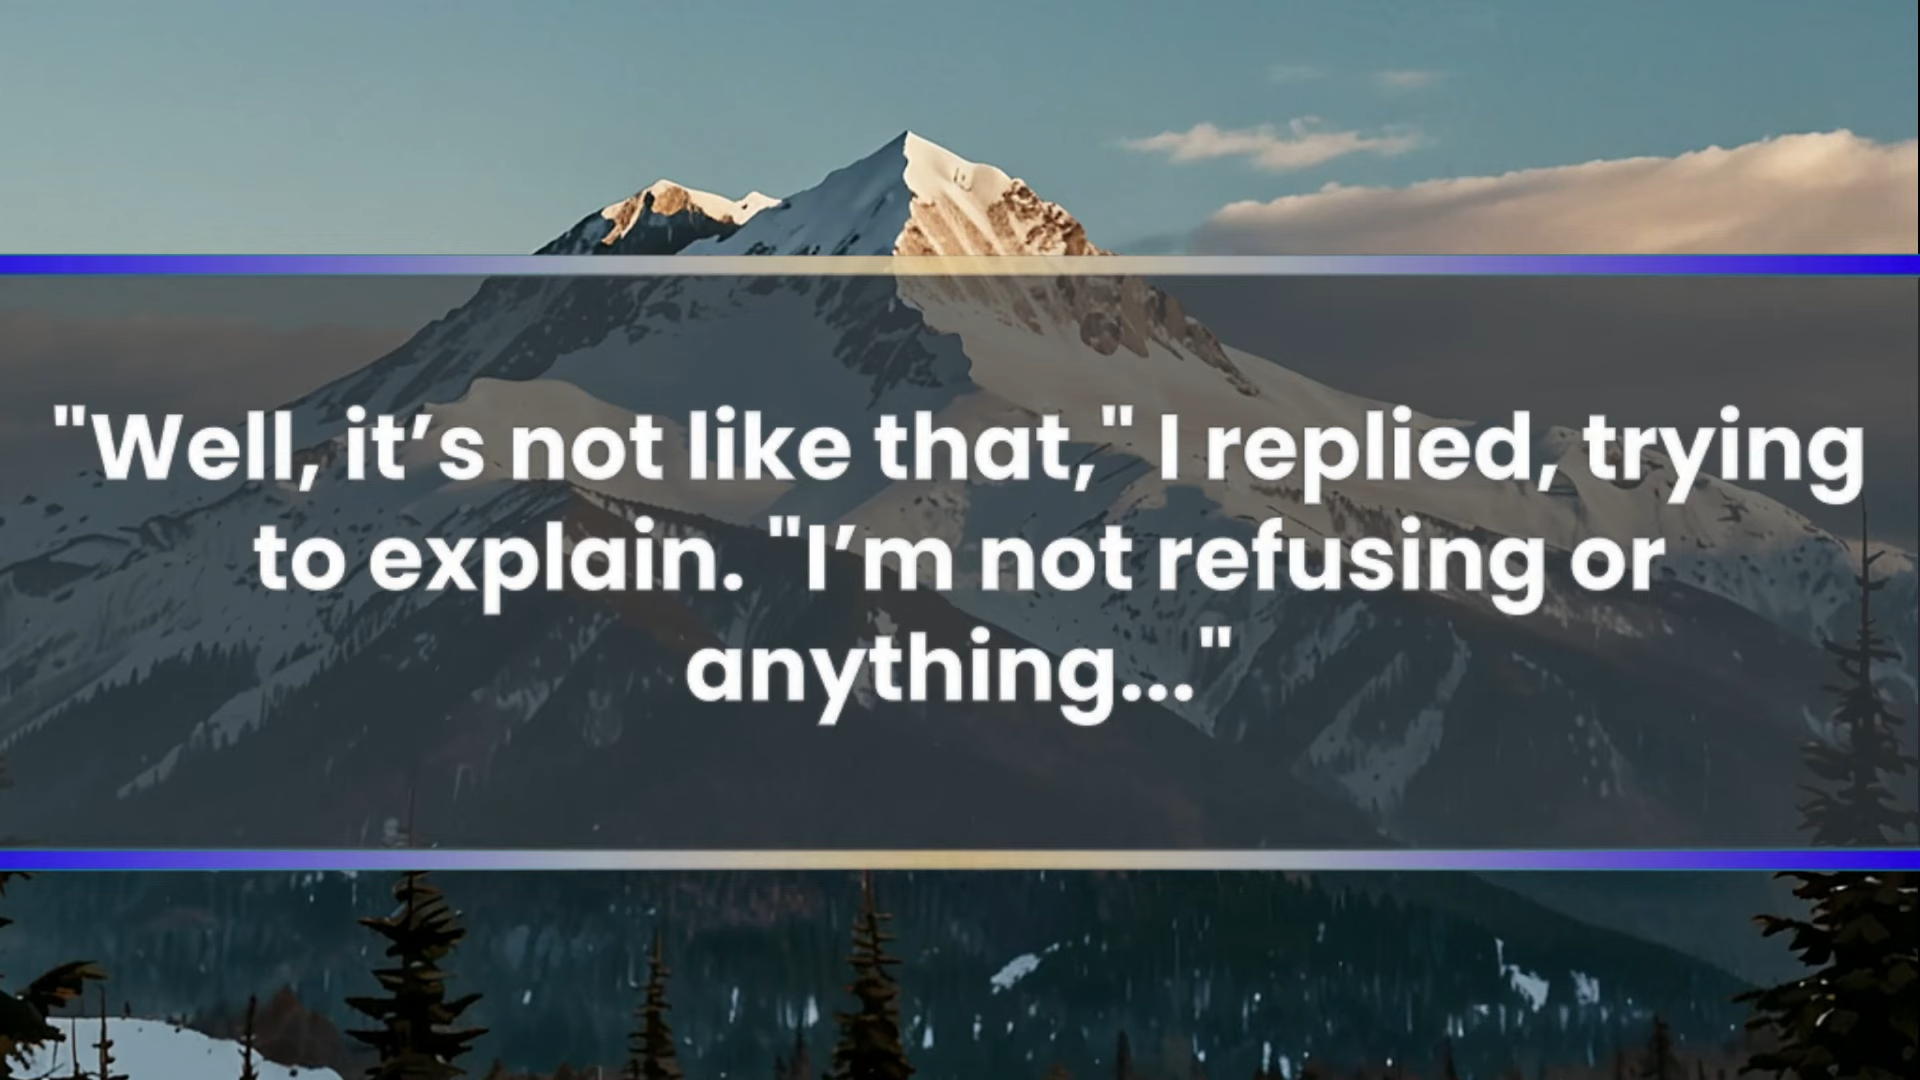 "Well, it’s not like that," I replied, trying
to explain. "I’m not refusing or
anything..."